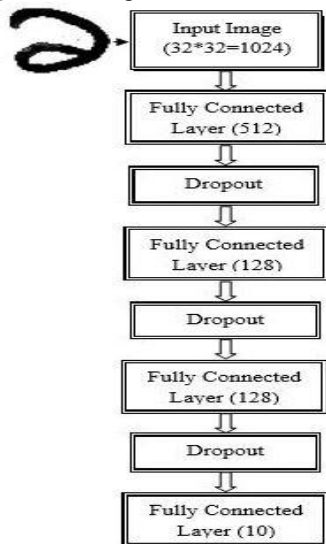 Input Image
(32*32=1024)
Fully Connected
Layer (512)
Dropout
Fully Connected
Layer (128)
Dropout
Fully Connected
Layer (128)
Dropout
Fully Connected
Layer (10)